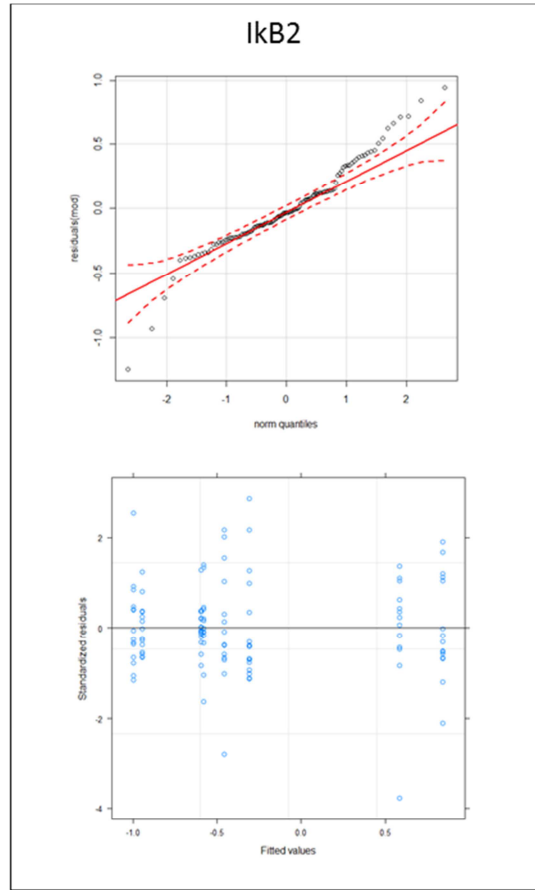 IkB2
1.0
0.5
0.0
-0.5
-1.0
residuals(mod)
-2 -1 0 1 2
norm quantiles
2
0
-2
-4
Standardized residuals
-1.0 -0.5 0.0 0.5
Fitted values